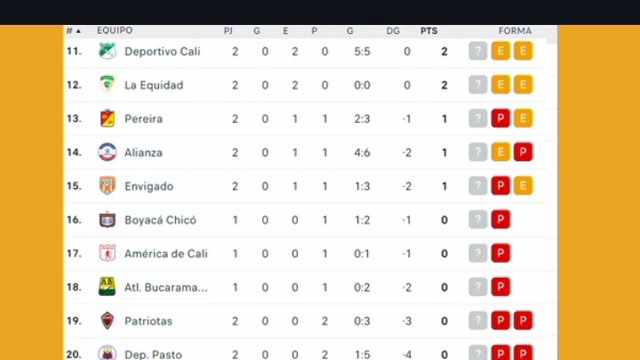 # ▲ EQUIPO PJ G E P G DG PTS FORMA
11. Deportivo Cali 2 0 2 0 5:5 0 2 ? E E
12. La Equidad 2 0 2 0 0:0 0 2 ? E E
13. Pereira 2 0 1 1 2:3 -1 1 ? P E
14. Alianza 2 0 1 1 4:6 -2 1 ? E P
15. Envigado 2 0 1 1 1:3 -2 1 ? P E
16. Boyacá Chicó 1 0 0 1 1:2 -1 0 ? P
17. América de Cali 1 0 0 1 0:1 -1 0 ? P
18. Atl. Bucarama... 1 0 0 1 0:2 -2 0 ? P
19. Patriotas 2 0 0 2 0:3 -3 0 ? P P
20. Dep. Pasto 2 0 0 2 1:5 -4 0 ? P P